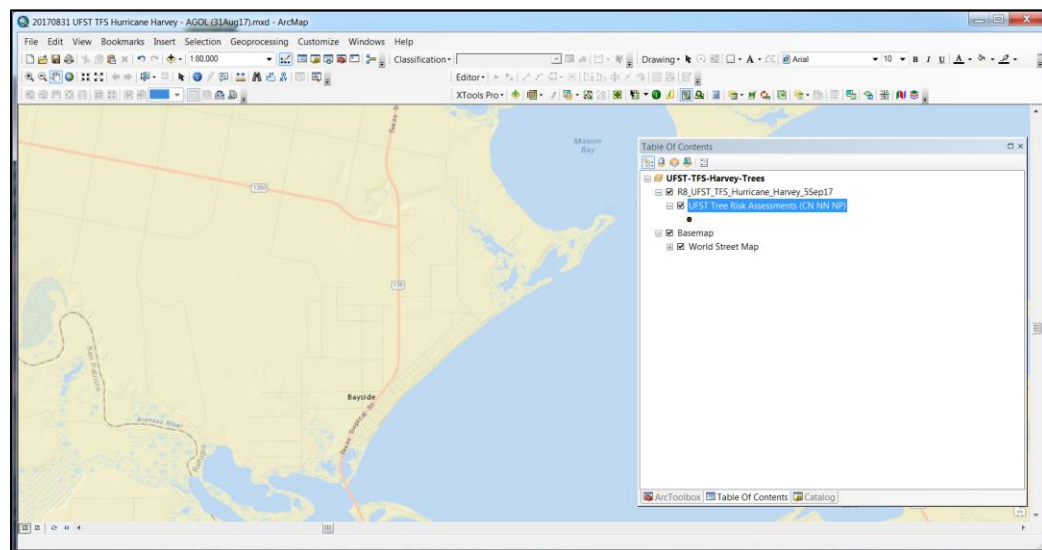 20170831 UFST TFS Hurricane Harvey - AGOL (31Aug17).mxd - ArcMap
File Edit View Bookmarks Insert Selection Geoprocessing Customize Windows Help
1:80,000 Classification Drawing A Arial 10 B I U A
Editor
XTools Pro
Mission
Bay
1360
136
San Patricio
Aransas River
Refugio
Bayside
Table Of Contents
UFST-TFS-Harvey-Trees
R8_UFST_TFS_Hurricane_Harvey_5Sep17
UFST Tree Risk Assessments (CN NN NP)
Basemap
World Street Map
ArcToolbox Table Of Contents Catalog